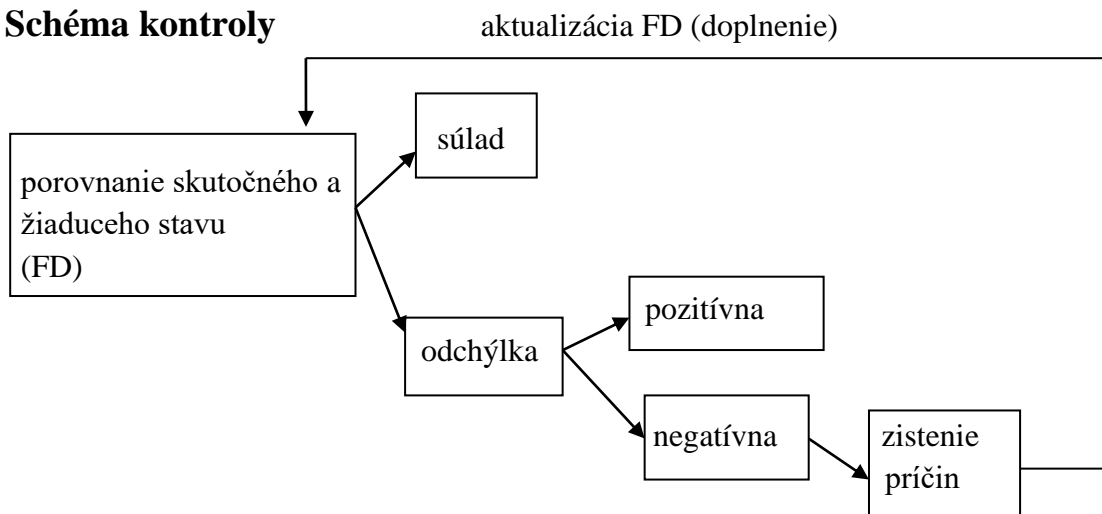 Schéma kontroly
aktualizácia FD (doplnenie)
súlad
porovnanie skutočného a
žiaduceho stavu
(FD)
pozitívna
odchýlka
negatívna
zistenie
príčin